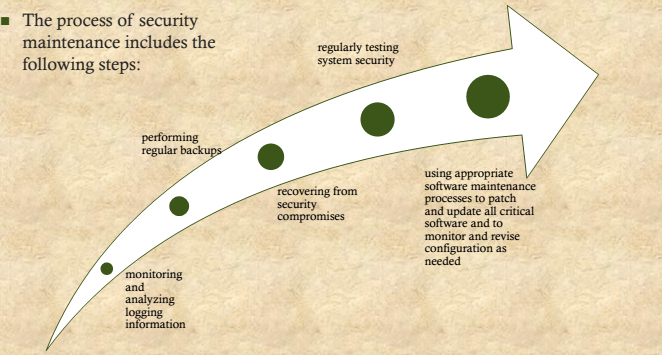 The process of security
maintenance includes the
following steps:
monitoring
and
analyzing
logging
information
performing
regular backups
recovering from
security
compromises
regularly testing
system security
using appropriate
software maintenance
processes to patch
and update all critical
software and to
monitor and revise
configuration as
needed